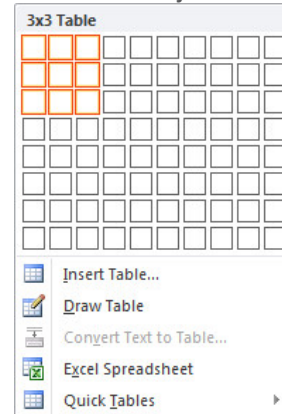 3x3 Table
Insert Table...
Draw Table
Convert Text to Table...
Excel Spreadsheet
Quick Tables